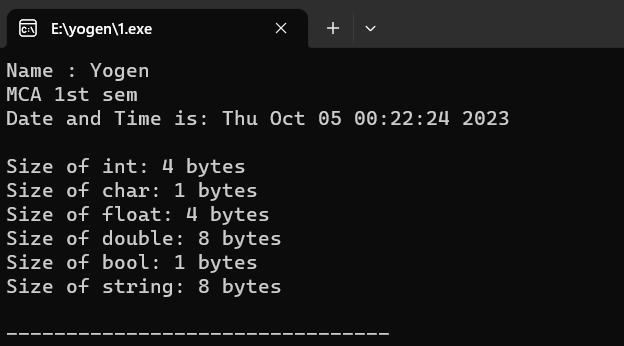 E:\yogen\1.exe
Name : Yogen
MCA 1st sem
Date and Time is: Thu Oct 05 00:22:24 2023
Size of int: 4 bytes
Size of char: 1 bytes
Size of float: 4 bytes
Size of double: 8 bytes
Size of bool: 1 bytes
Size of string: 8 bytes
--------------------------------